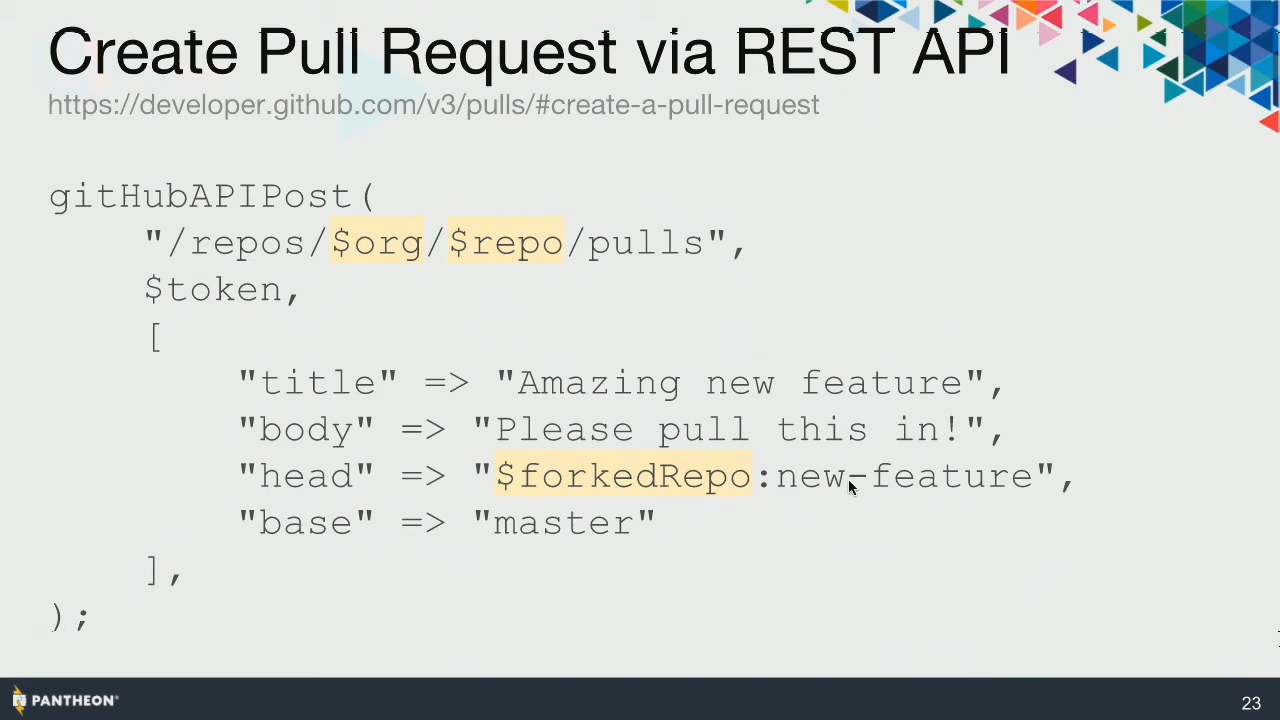 Create Pull Request via REST API
https://developer.github.com/v3/pulls/#create-a-pull-request
gitHubAPIPost(
"/repos/$org/$repo/pulls",
$token,
[
"title" => "Amazing new feature",
"body" => "Please pull this in!",
"head" => "$forkedRepo:new-feature",
"base" => "master"
],
);
PANTHEON®
23